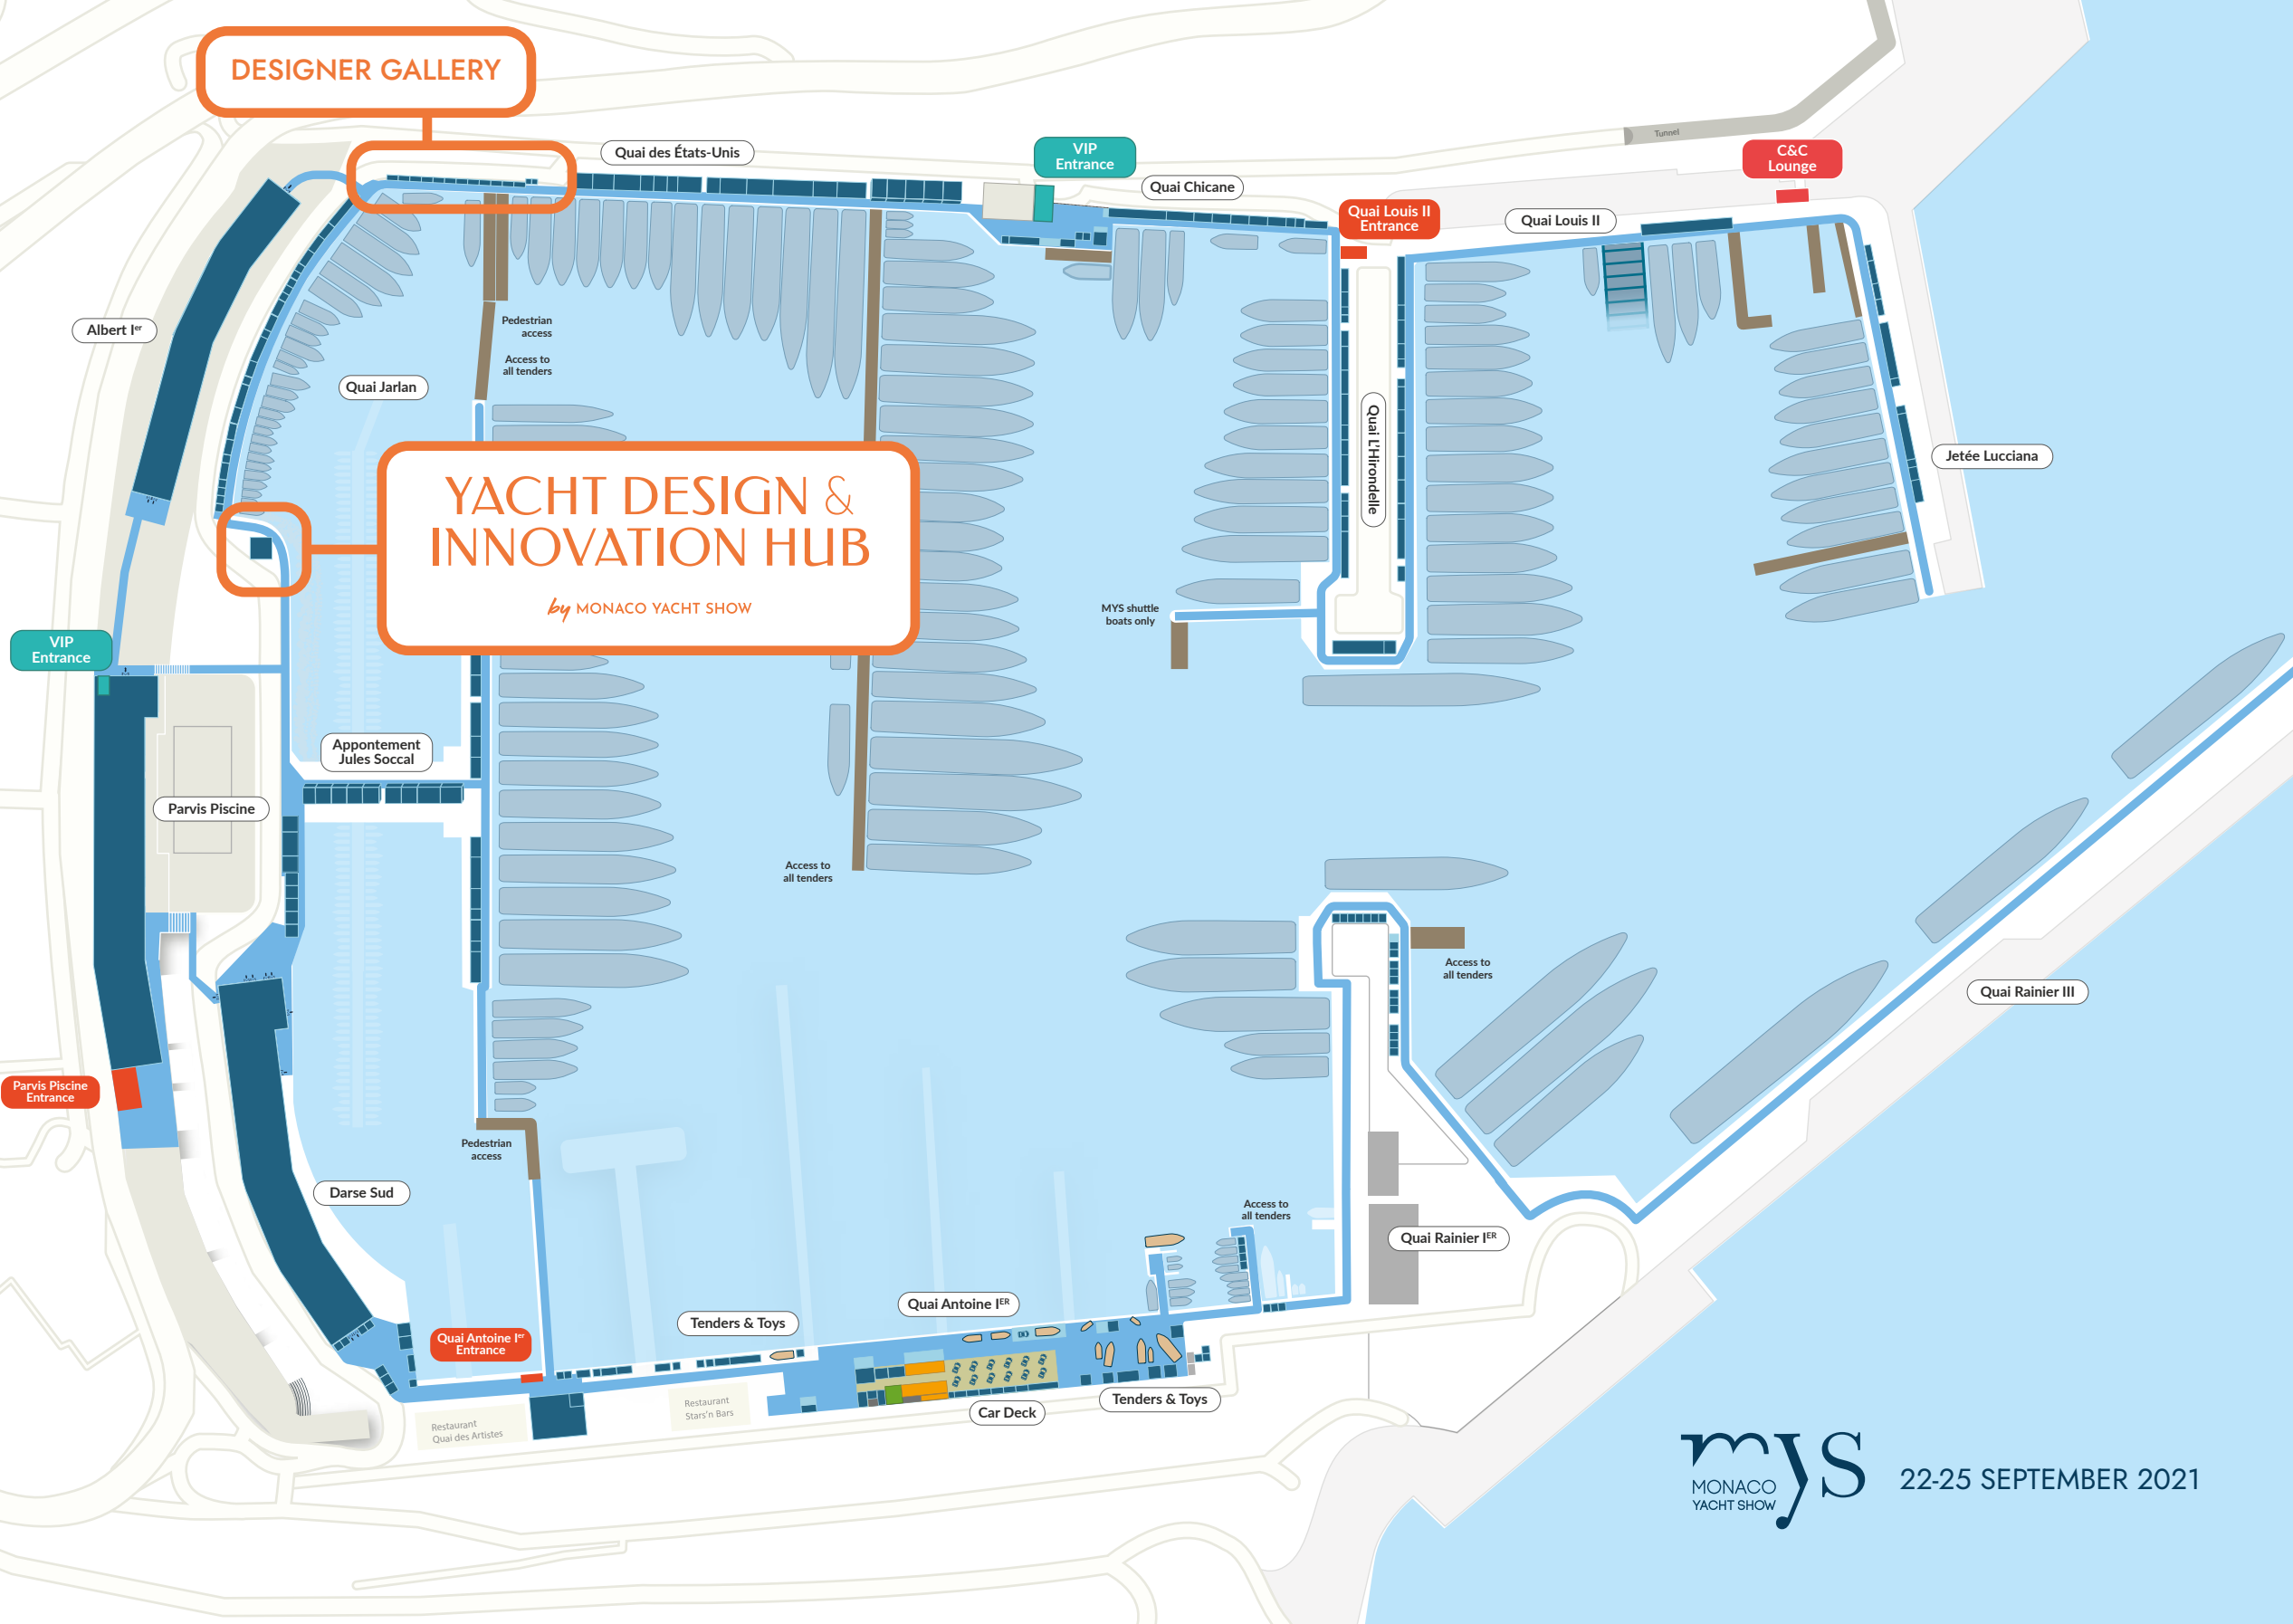 DESIGNER GALLERY
Quai des États-Unis
VIP
Entrance
Quai Chicane
Tunnel
C&C
Lounge
Quai Louis II
Entrance
Quai Louis II
Albert Ier
Pedestrian
access
Access to
all tenders
Quai Jarlan
Quai L'Hirondelle
Jetée Lucciana
YACHT DESIGN &
INNOVATION HUB
by MONACO YACHT SHOW
MYS shuttle
boats only
VIP
Entrance
Appontement
Jules Soccal
Parvis Piscine
Access to
all tenders
Access to
all tenders
Quai Rainier III
Parvis Piscine
Entrance
Pedestrian
access
Darse Sud
Access to
all tenders
Quai Rainier IER
Quai Antoine IER
Tenders & Toys
Quai Antoine Ier
Entrance
Restaurant
Stars'n Bars
Restaurant
Quai des Artistes
Car Deck
Tenders & Toys
mys
MONACO
YACHT SHOW
22-25 SEPTEMBER 2021